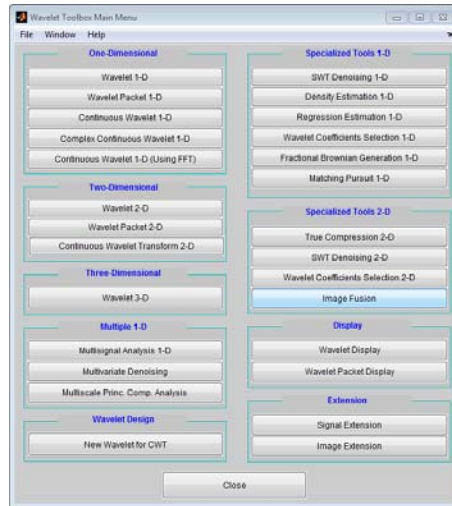 Wavelet Toolbox Main Menu
File Window Help
One-Dimensional
Wavelet 1-D
Wavelet Packet 1-D
Continuous Wavelet 1-D
Complex Continuous Wavelet 1-D
Continuous Wavelet 1-D (Using FFT)
Two-Dimensional
Wavelet 2-D
Wavelet Packet 2-D
Continuous Wavelet Transform 2-D
Three-Dimensional
Wavelet 3-D
Multiple 1-D
Multisignal Analysis 1-D
Multivariate Denoising
Multiscale Princ. Comp. Analysis
Wavelet Design
New Wavelet for CWT
Specialized Tools 1-D
SWT Denoising 1-D
Density Estimation 1-D
Regression Estimation 1-D
Wavelet Coefficients Selection 1-D
Fractional Brownian Generation 1-D
Matching Pursuit 1-D
Specialized Tools 2-D
True Compression 2-D
SWT Denoising 2-D
Wavelet Coefficients Selection 2-D
Image Fusion
Display
Wavelet Display
Wavelet Packet Display
Extension
Signal Extension
Image Extension
Close